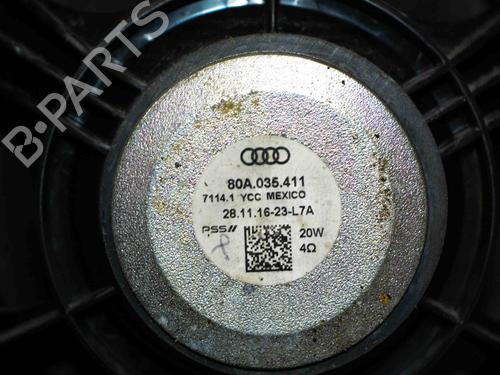 B-PARTS
80A.035.411
7114.1 YCC MEXICO
28.11.16-23-L7A
PSS//
20W
4Ω